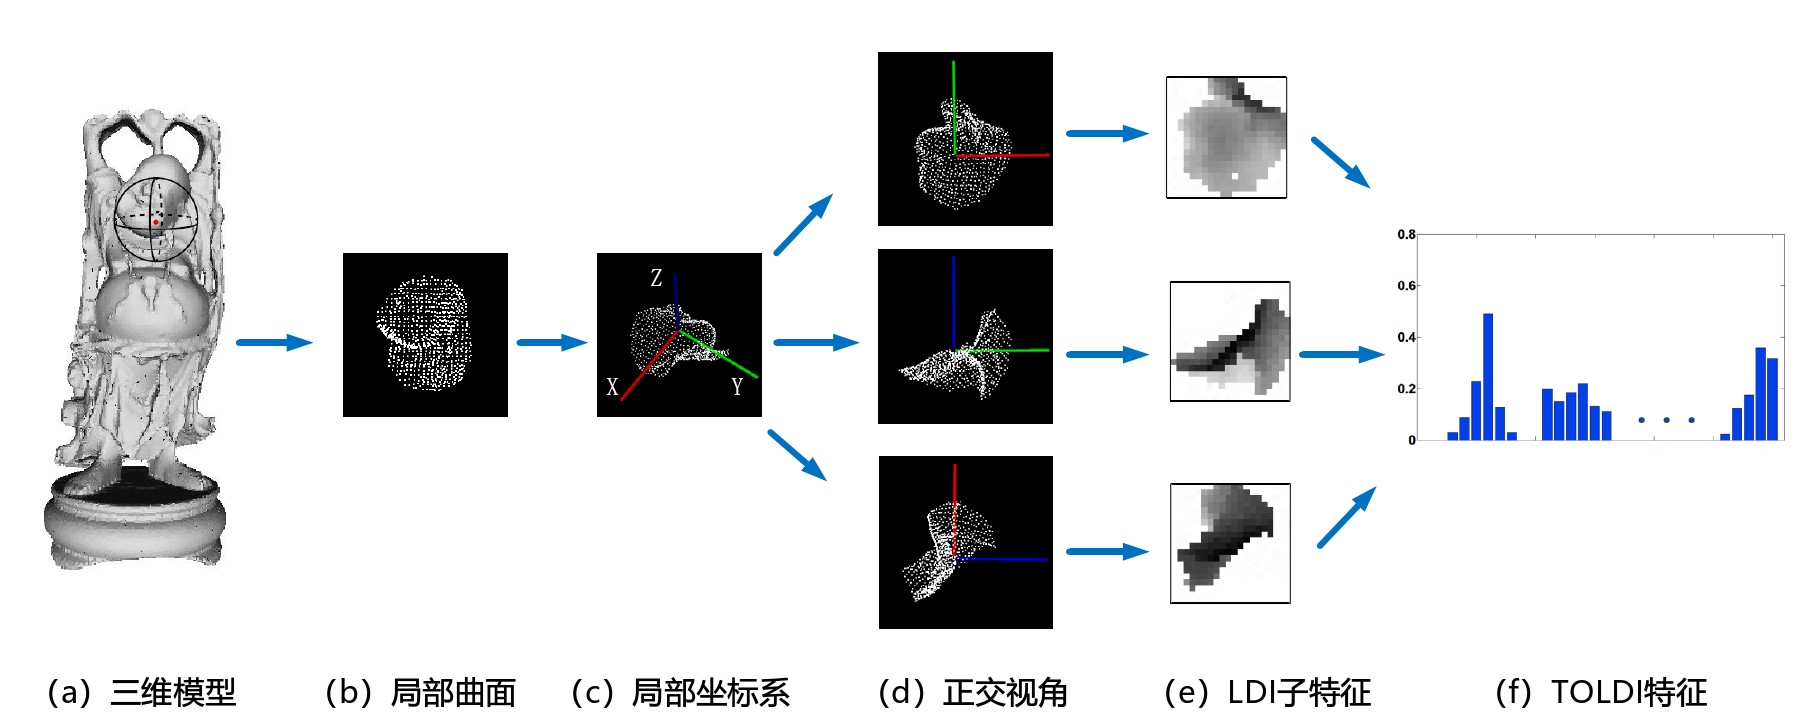 Z
X
Y
0.8
0.6
0.4
0.2
0
(a) 三维模型
(b) 局部曲面
(c) 局部坐标系
(d) 正交视角
(e) LDI子特征
(f) TOLDI特征